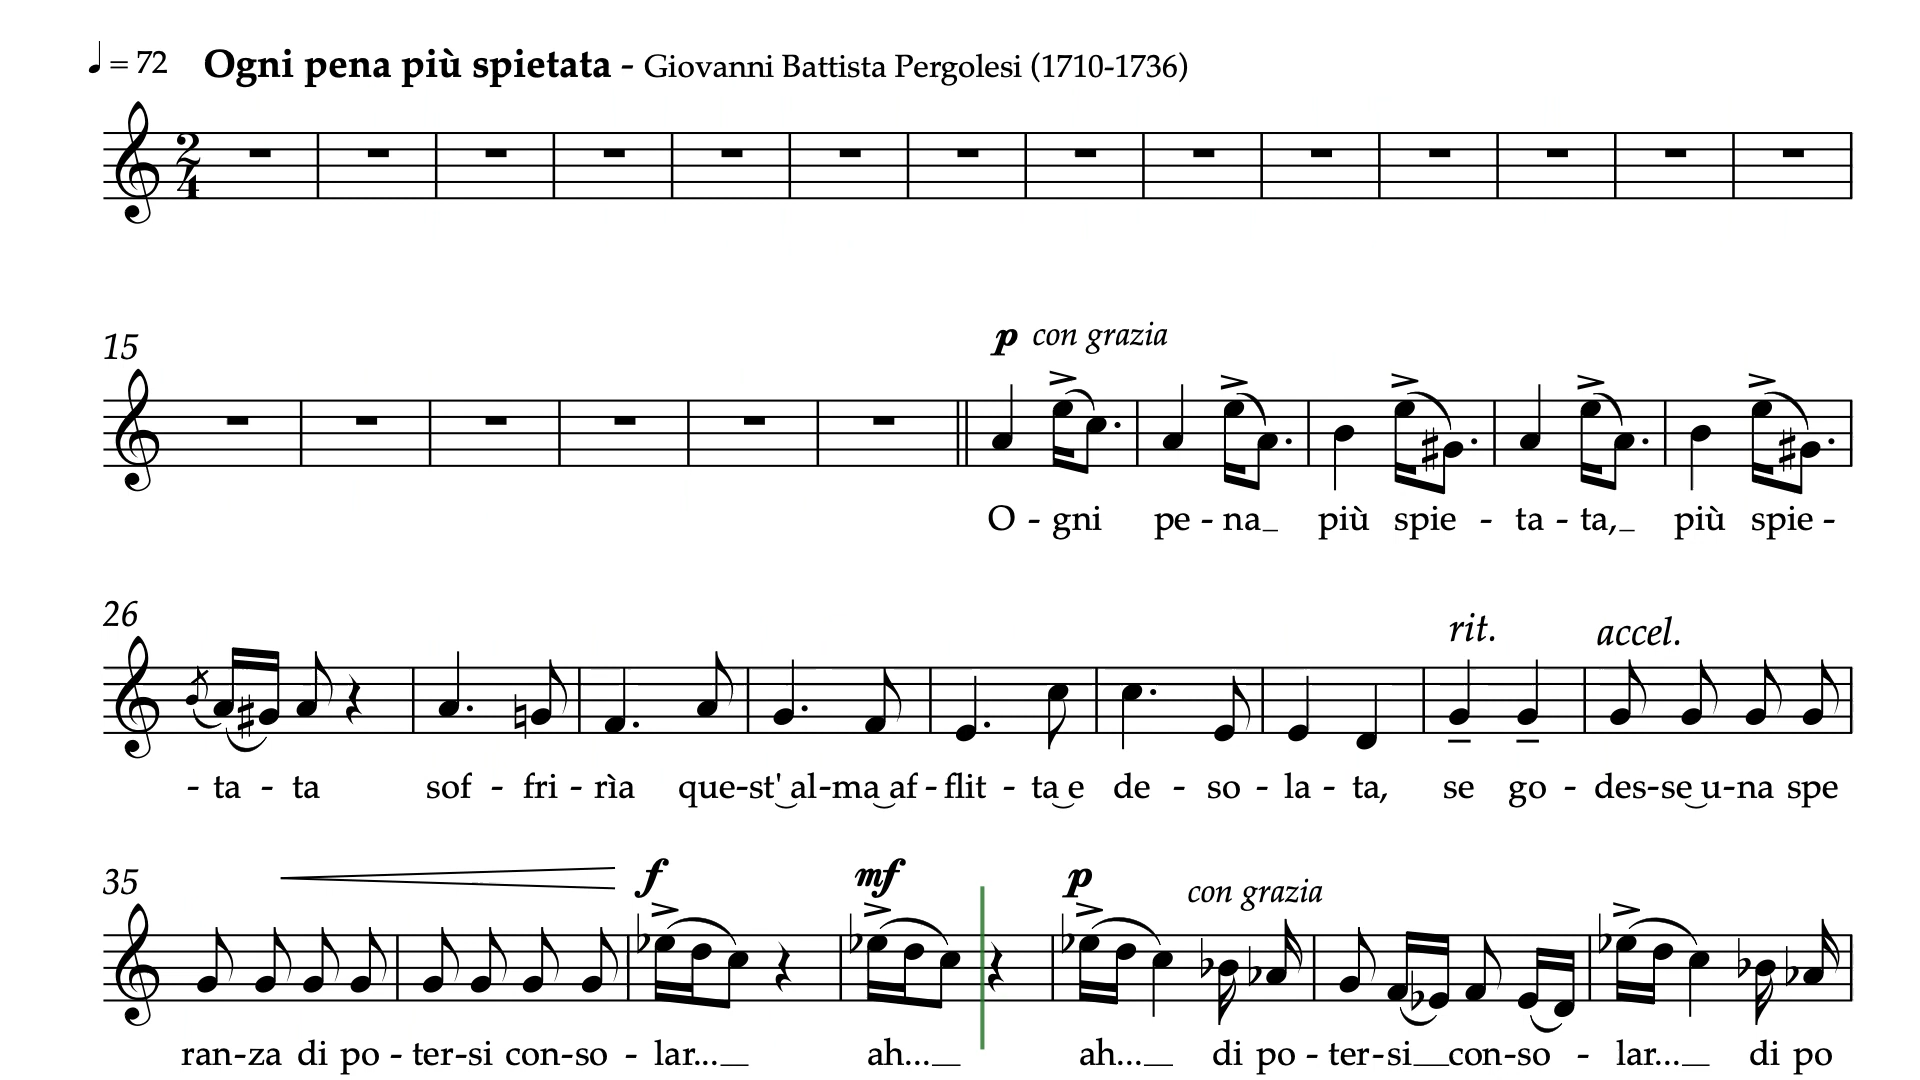 ♩ = 72 Ogni pena più spietata - Giovanni Battista Pergolesi (1710-1736)
2/4
15 p con grazia
O - gni pe - na_ più spie - ta - ta,_ più spie -
26 rit. accel.
- ta - ta sof - fri - rìa que-st'‿al-ma‿af - flit - ta‿e de - so - la - ta, se go - des-se‿u-na spe
35 f mf p con grazia
ran-za di po - ter-si con-so - lar..._ ah..._ ah..._ di po - ter-si_con-so - lar..._ di po